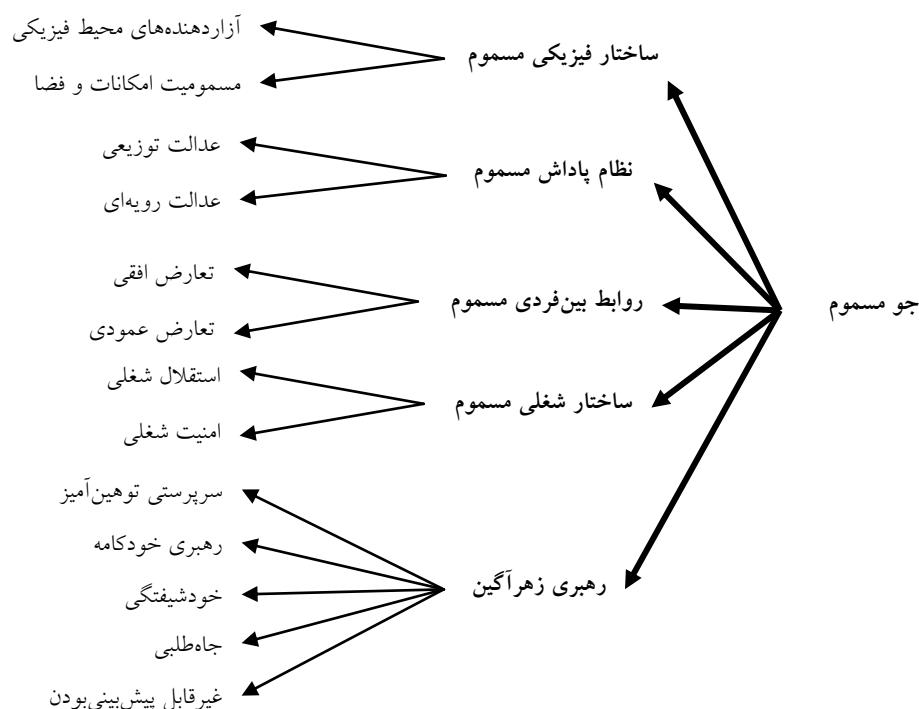 جو مسموم
ساختار فیزیکی مسموم
آزاردهنده‌های محیط فیزیکی
مسمومیت امکانات و فضا
نظام پاداش مسموم
عدالت توزیعی
عدالت رویه‌ای
روابط بین‌فردی مسموم
تعارض افقی
تعارض عمودی
ساختار شغلی مسموم
استقلال شغلی
امنیت شغلی
رهبری زهرآگین
سرپرستی توهین‌آمیز
رهبری خودکامه
خودشیفتگی
جاه‌طلبی
غیرقابل پیش‌بینی‌بودن